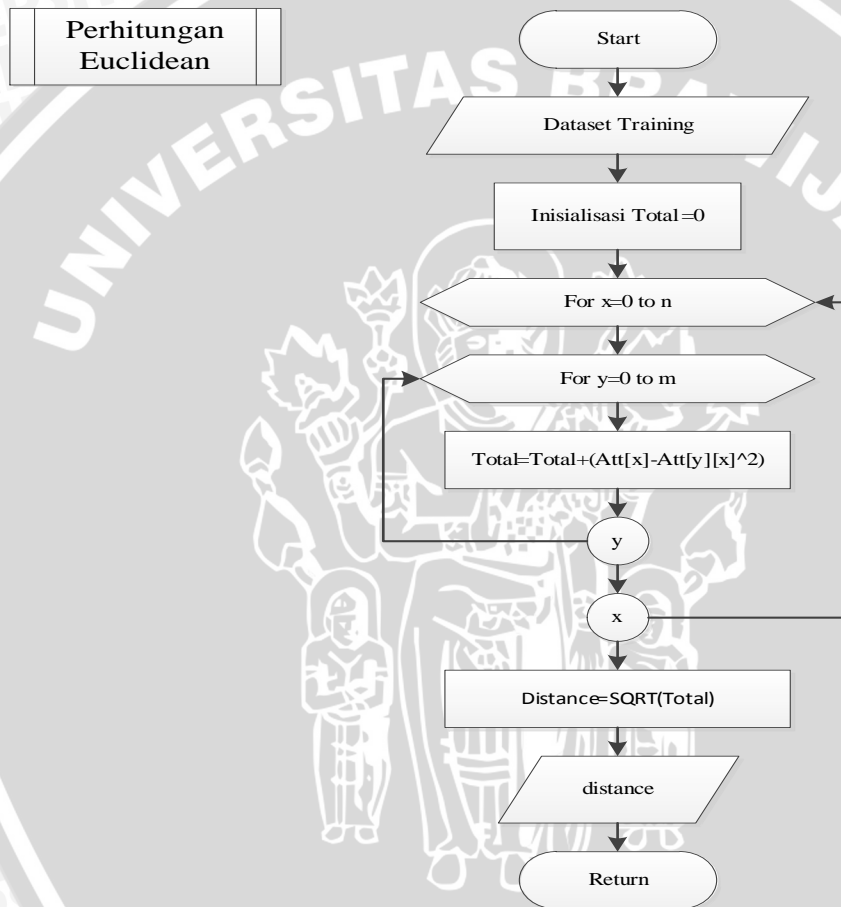 Perhitungan
Euclidean
Start
Dataset Training
Inisialisasi Total=0
For x=0 to n
For y=0 to m
Total=Total+(Att[x]-Att[y][x]^2)
y
x
Distance=SQRT(Total)
distance
Return
UNIVERSITAS BRAWIJA